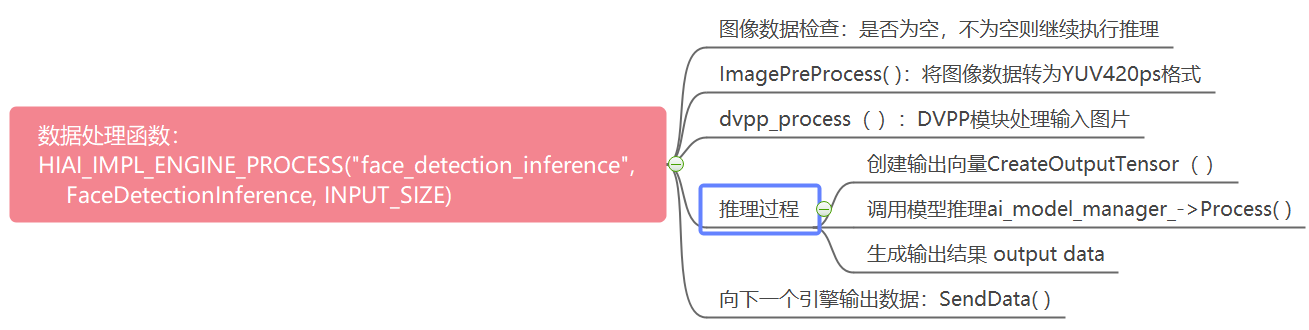 数据处理函数：
HIAI_IMPL_ENGINE_PROCESS("face_detection_inference",
FaceDetectionInference, INPUT_SIZE)
图像数据检查：是否为空，不为空则继续执行推理
ImagePreProcess( )：将图像数据转为YUV420ps格式
dvpp_process（ ）：DVPP模块处理输入图片
推理过程
创建输出向量CreateOutputTensor（ ）
调用模型推理ai_model_manager_->Process( )
生成输出结果 output data
向下一个引擎输出数据：SendData( )